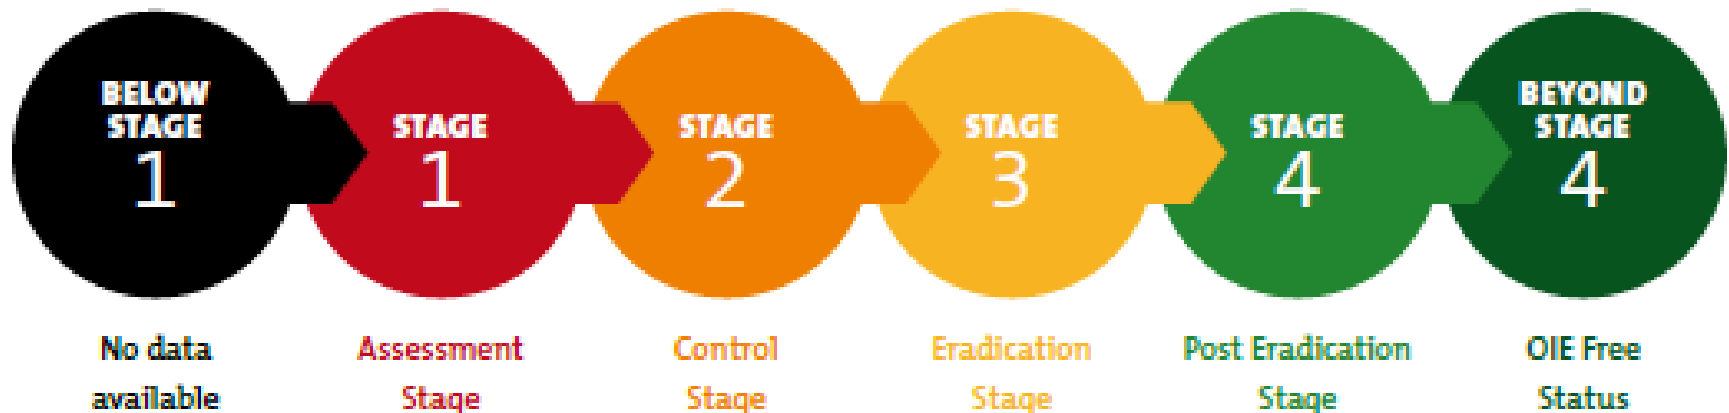 BELOW
STAGE
1
STAGE
1
STAGE
2
STAGE
3
STAGE
4
BEYOND
STAGE
4
No data
available
Assessment
Stage
Control
Stage
Eradication
Stage
Post Eradication
Stage
OIE Free
Status